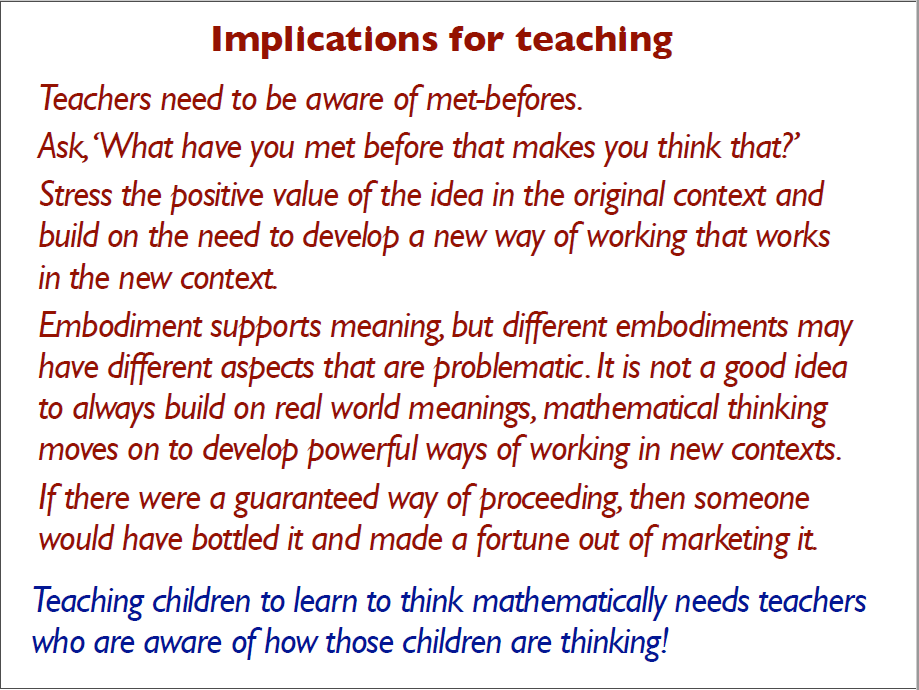 Implications for teaching
Teachers need to be aware of met-befores.
Ask, ‘What have you met before that makes you think that?’
Stress the positive value of the idea in the original context and
build on the need to develop a new way of working that works
in the new context.
Embodiment supports meaning, but different embodiments may
have different aspects that are problematic. It is not a good idea
to always build on real world meanings, mathematical thinking
moves on to develop powerful ways of working in new contexts.
If there were a guaranteed way of proceeding, then someone
would have bottled it and made a fortune out of marketing it.
Teaching children to learn to think mathematically needs teachers
who are aware of how those children are thinking!